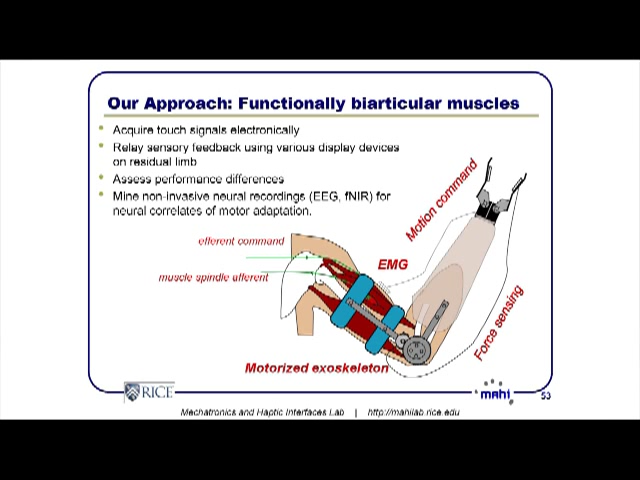 Our Approach: Functionally biarticular muscles
Acquire touch signals electronically
Relay sensory feedback using various display devices
on residual limb
Assess performance differences
Mine non-invasive neural recordings (EEG, fNIR) for
neural correlates of motor adaptation.
Motion command
efferent command
EMG
muscle spindle afferent
Force sensing
Motorized exoskeleton
RICE
mahi
53
Mechatronics and Haptic Interfaces Lab | http://mahilab.rice.edu